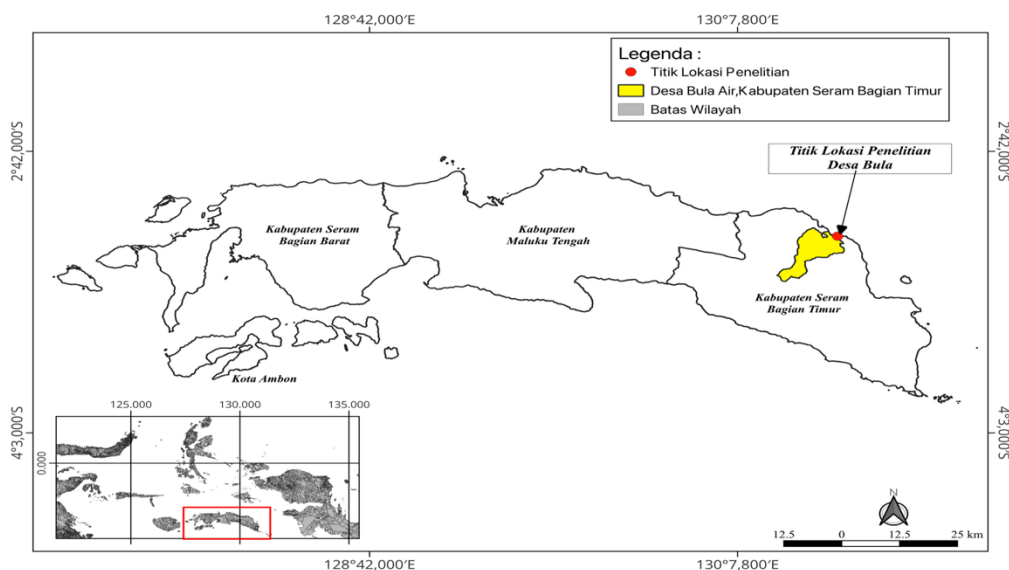 128°42,000′E 130°7,800′E
Legenda :
Titik Lokasi Penelitian
Desa Bula Air,Kabupaten Seram Bagian Timur
Batas Wilayah
2°42,000′S
2°42,000′S
Titik Lokasi Penelitian
Desa Bula
Kabupaten Seram
Bagian Barat
Kabupaten
Maluku Tengah
Kabupaten Seram
Bagian Timur
Kota Ambon
125.000 130.000 135.000
0.000
4°3,000′S
4°3,000′S
N
12.5 0 12.5 25 km
128°42,000′E 130°7,800′E